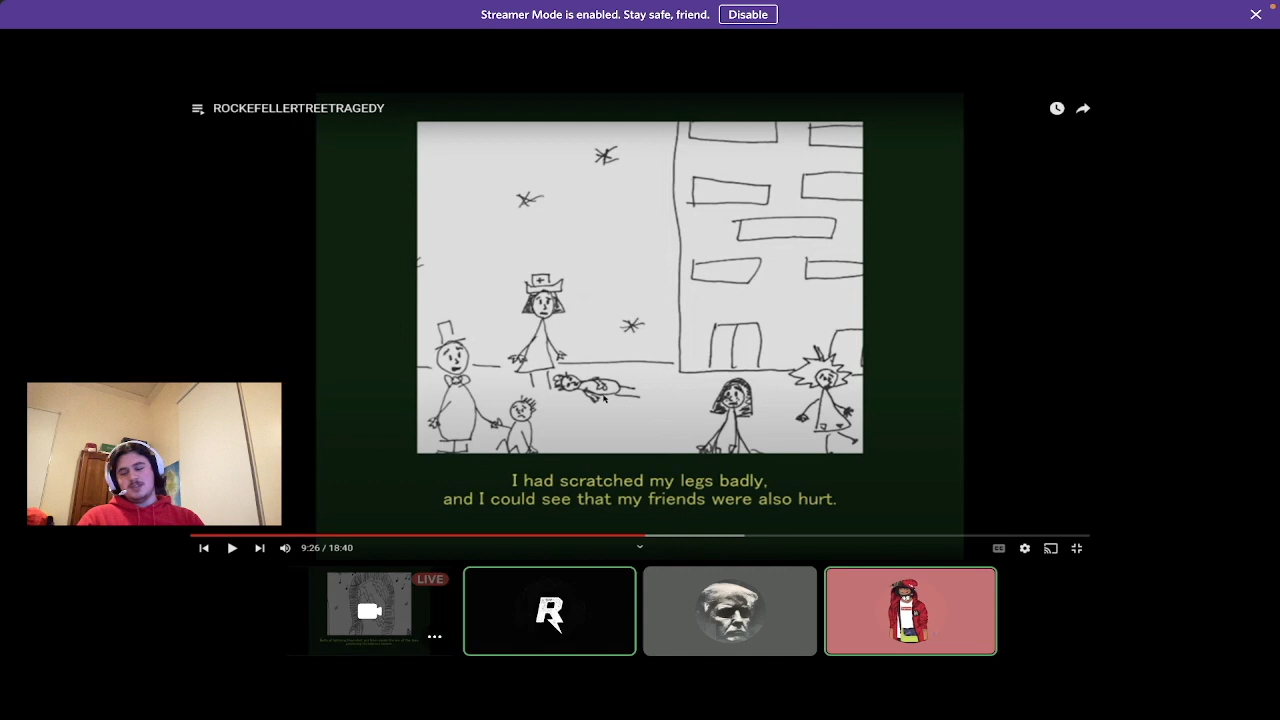 Streamer Mode is enabled. Stay safe, friend. Disable
ROCKEFELLERTREETRAGEDY
I had scratched my legs badly,
and I could see that my friends were also hurt.
9:26 / 18:40
LIVE
R